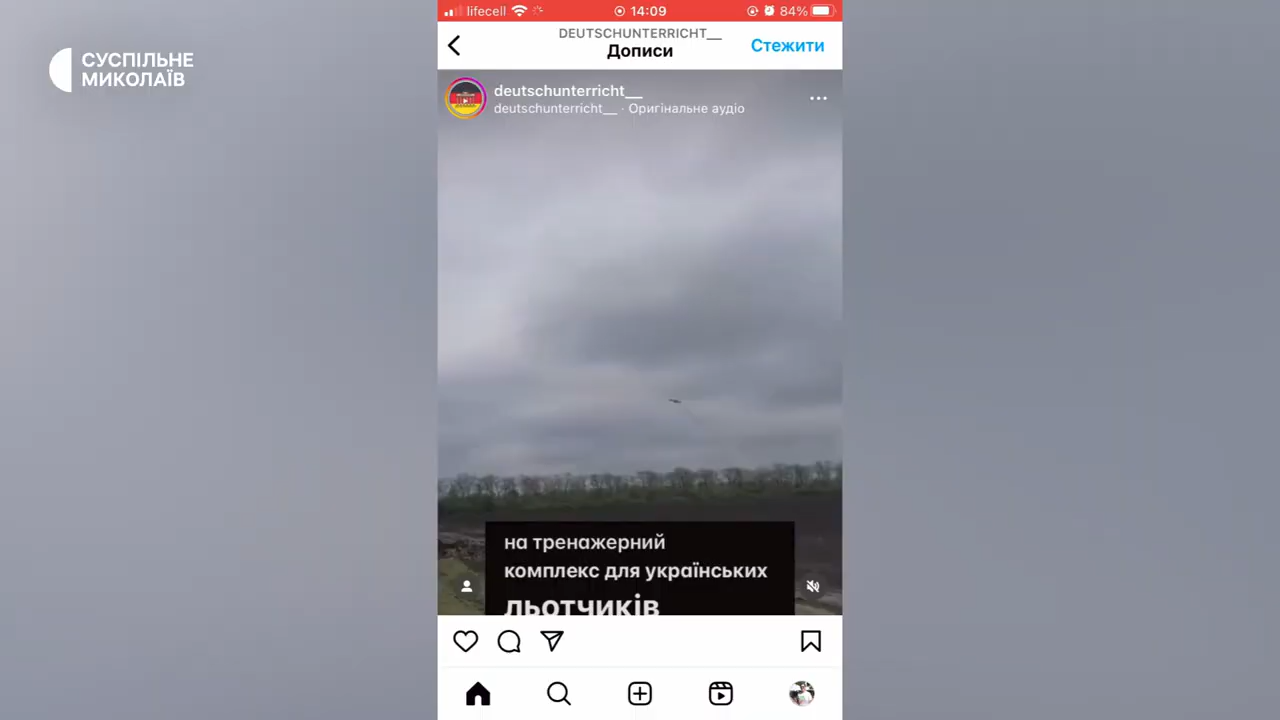 СУСПІЛЬНЕ
МИКОЛАЇВ
lifecell
14:09
84%
DEUTSCHUNTERRICHT__
Дописи
Стежити
deutschunterricht__
deutschunterricht__ · Оригінальне аудіо
на тренажерний
комплекс для українських
льотчиків